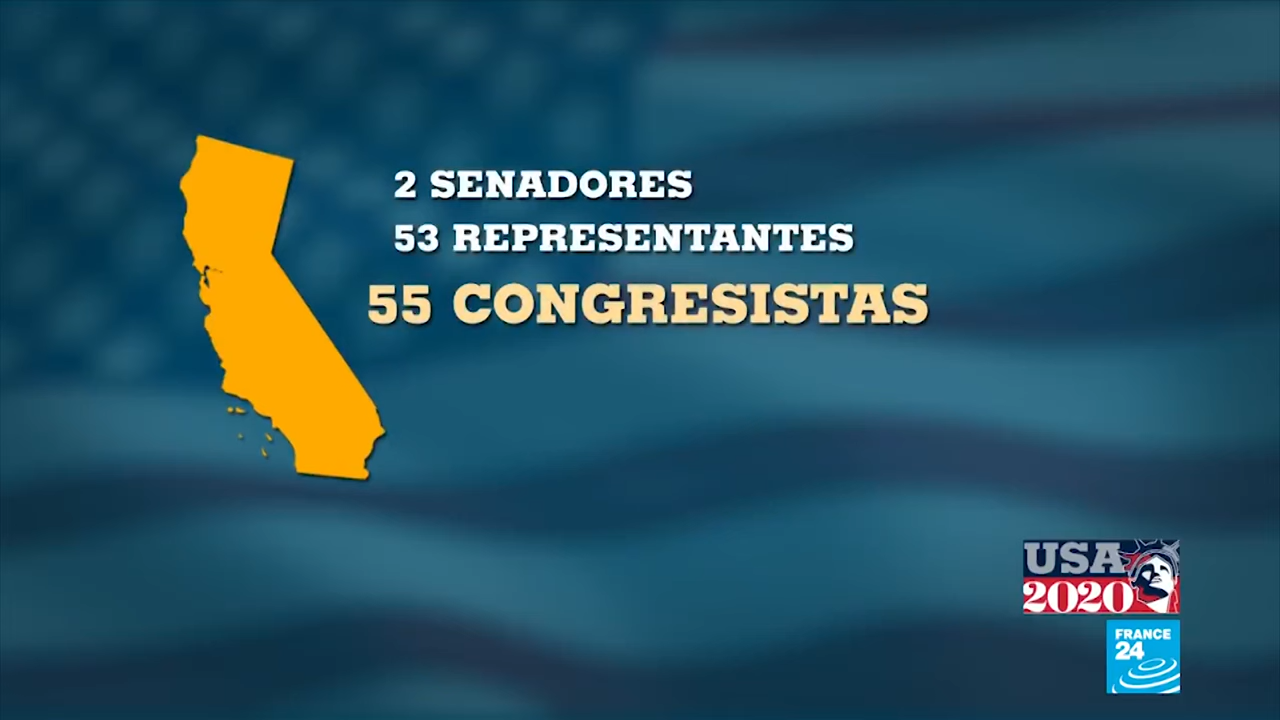 2 SENADORES
53 REPRESENTANTES
55 CONGRESISTAS
USA
2020
FRANCE
24